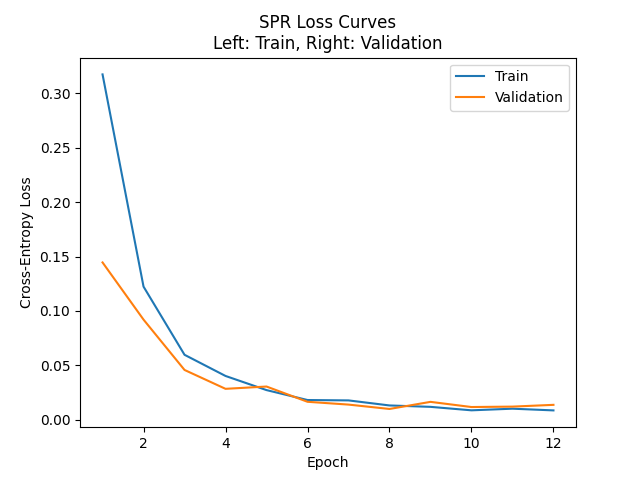 SPR Loss Curves
Left: Train, Right: Validation
Train
Validation
Cross-Entropy Loss
0.30
0.25
0.20
0.15
0.10
0.05
0.00
2
4
6
8
10
12
Epoch